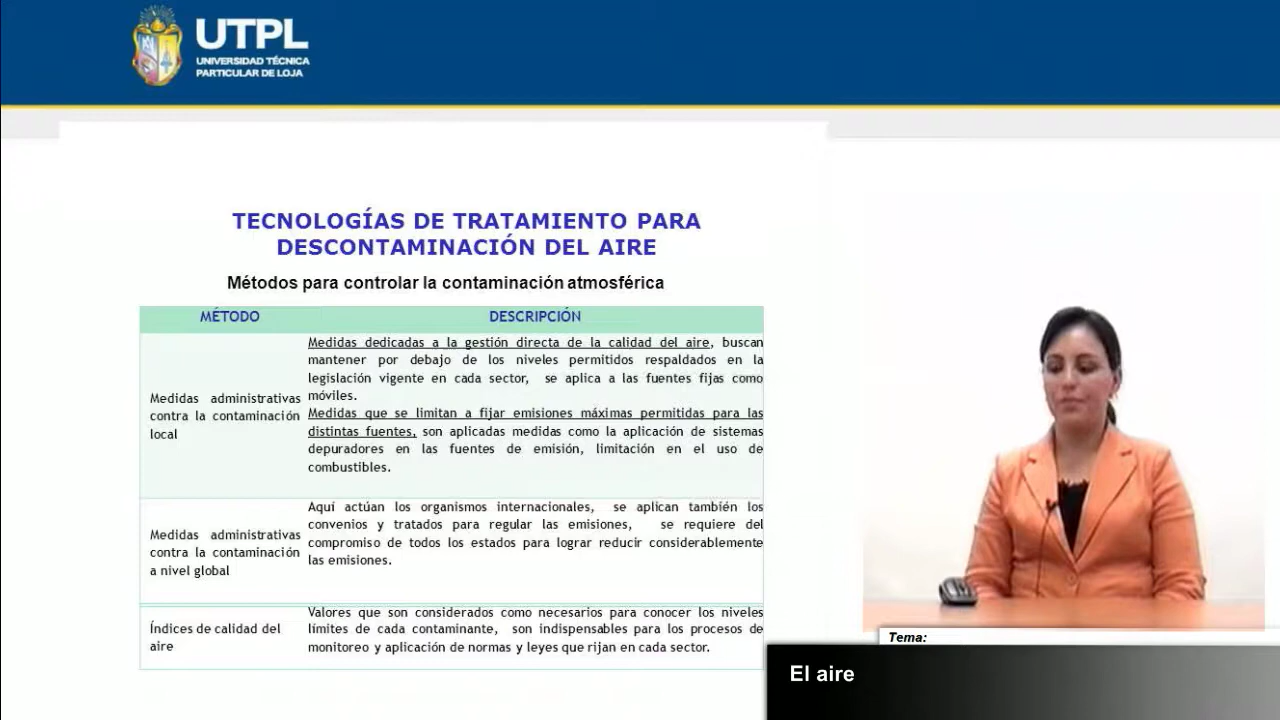 UTPL
UNIVERSIDAD TÉCNICA
PARTICULAR DE LOJA
TECNOLOGÍAS DE TRATAMIENTO PARA
DESCONTAMINACIÓN DEL AIRE
Métodos para controlar la contaminación atmosférica
MÉTODO
DESCRIPCIÓN
Medidas administrativas
contra la contaminación
local
Medidas dedicadas a la gestión directa de la calidad del aire, buscan
mantener por debajo de los niveles permitidos respaldados en la
legislación vigente en cada sector, se aplica a las fuentes fijas como
móviles.
Medidas que se limitan a fijar emisiones máximas permitidas para las
distintas fuentes, son aplicadas medidas como la aplicación de sistemas
depuradores en las fuentes de emisión, limitación en el uso de
combustibles.
Medidas administrativas
contra la contaminación
a nivel global
Aquí actúan los organismos internacionales, se aplican también los
convenios y tratados para regular las emisiones, se requiere del
compromiso de todos los estados para lograr reducir considerablemente
las emisiones.
Índices de calidad del
aire
Valores que son considerados como necesarios para conocer los niveles
límites de cada contaminante, son indispensables para los procesos de
monitoreo y aplicación de normas y leyes que rijan en cada sector.
Tema:
El aire